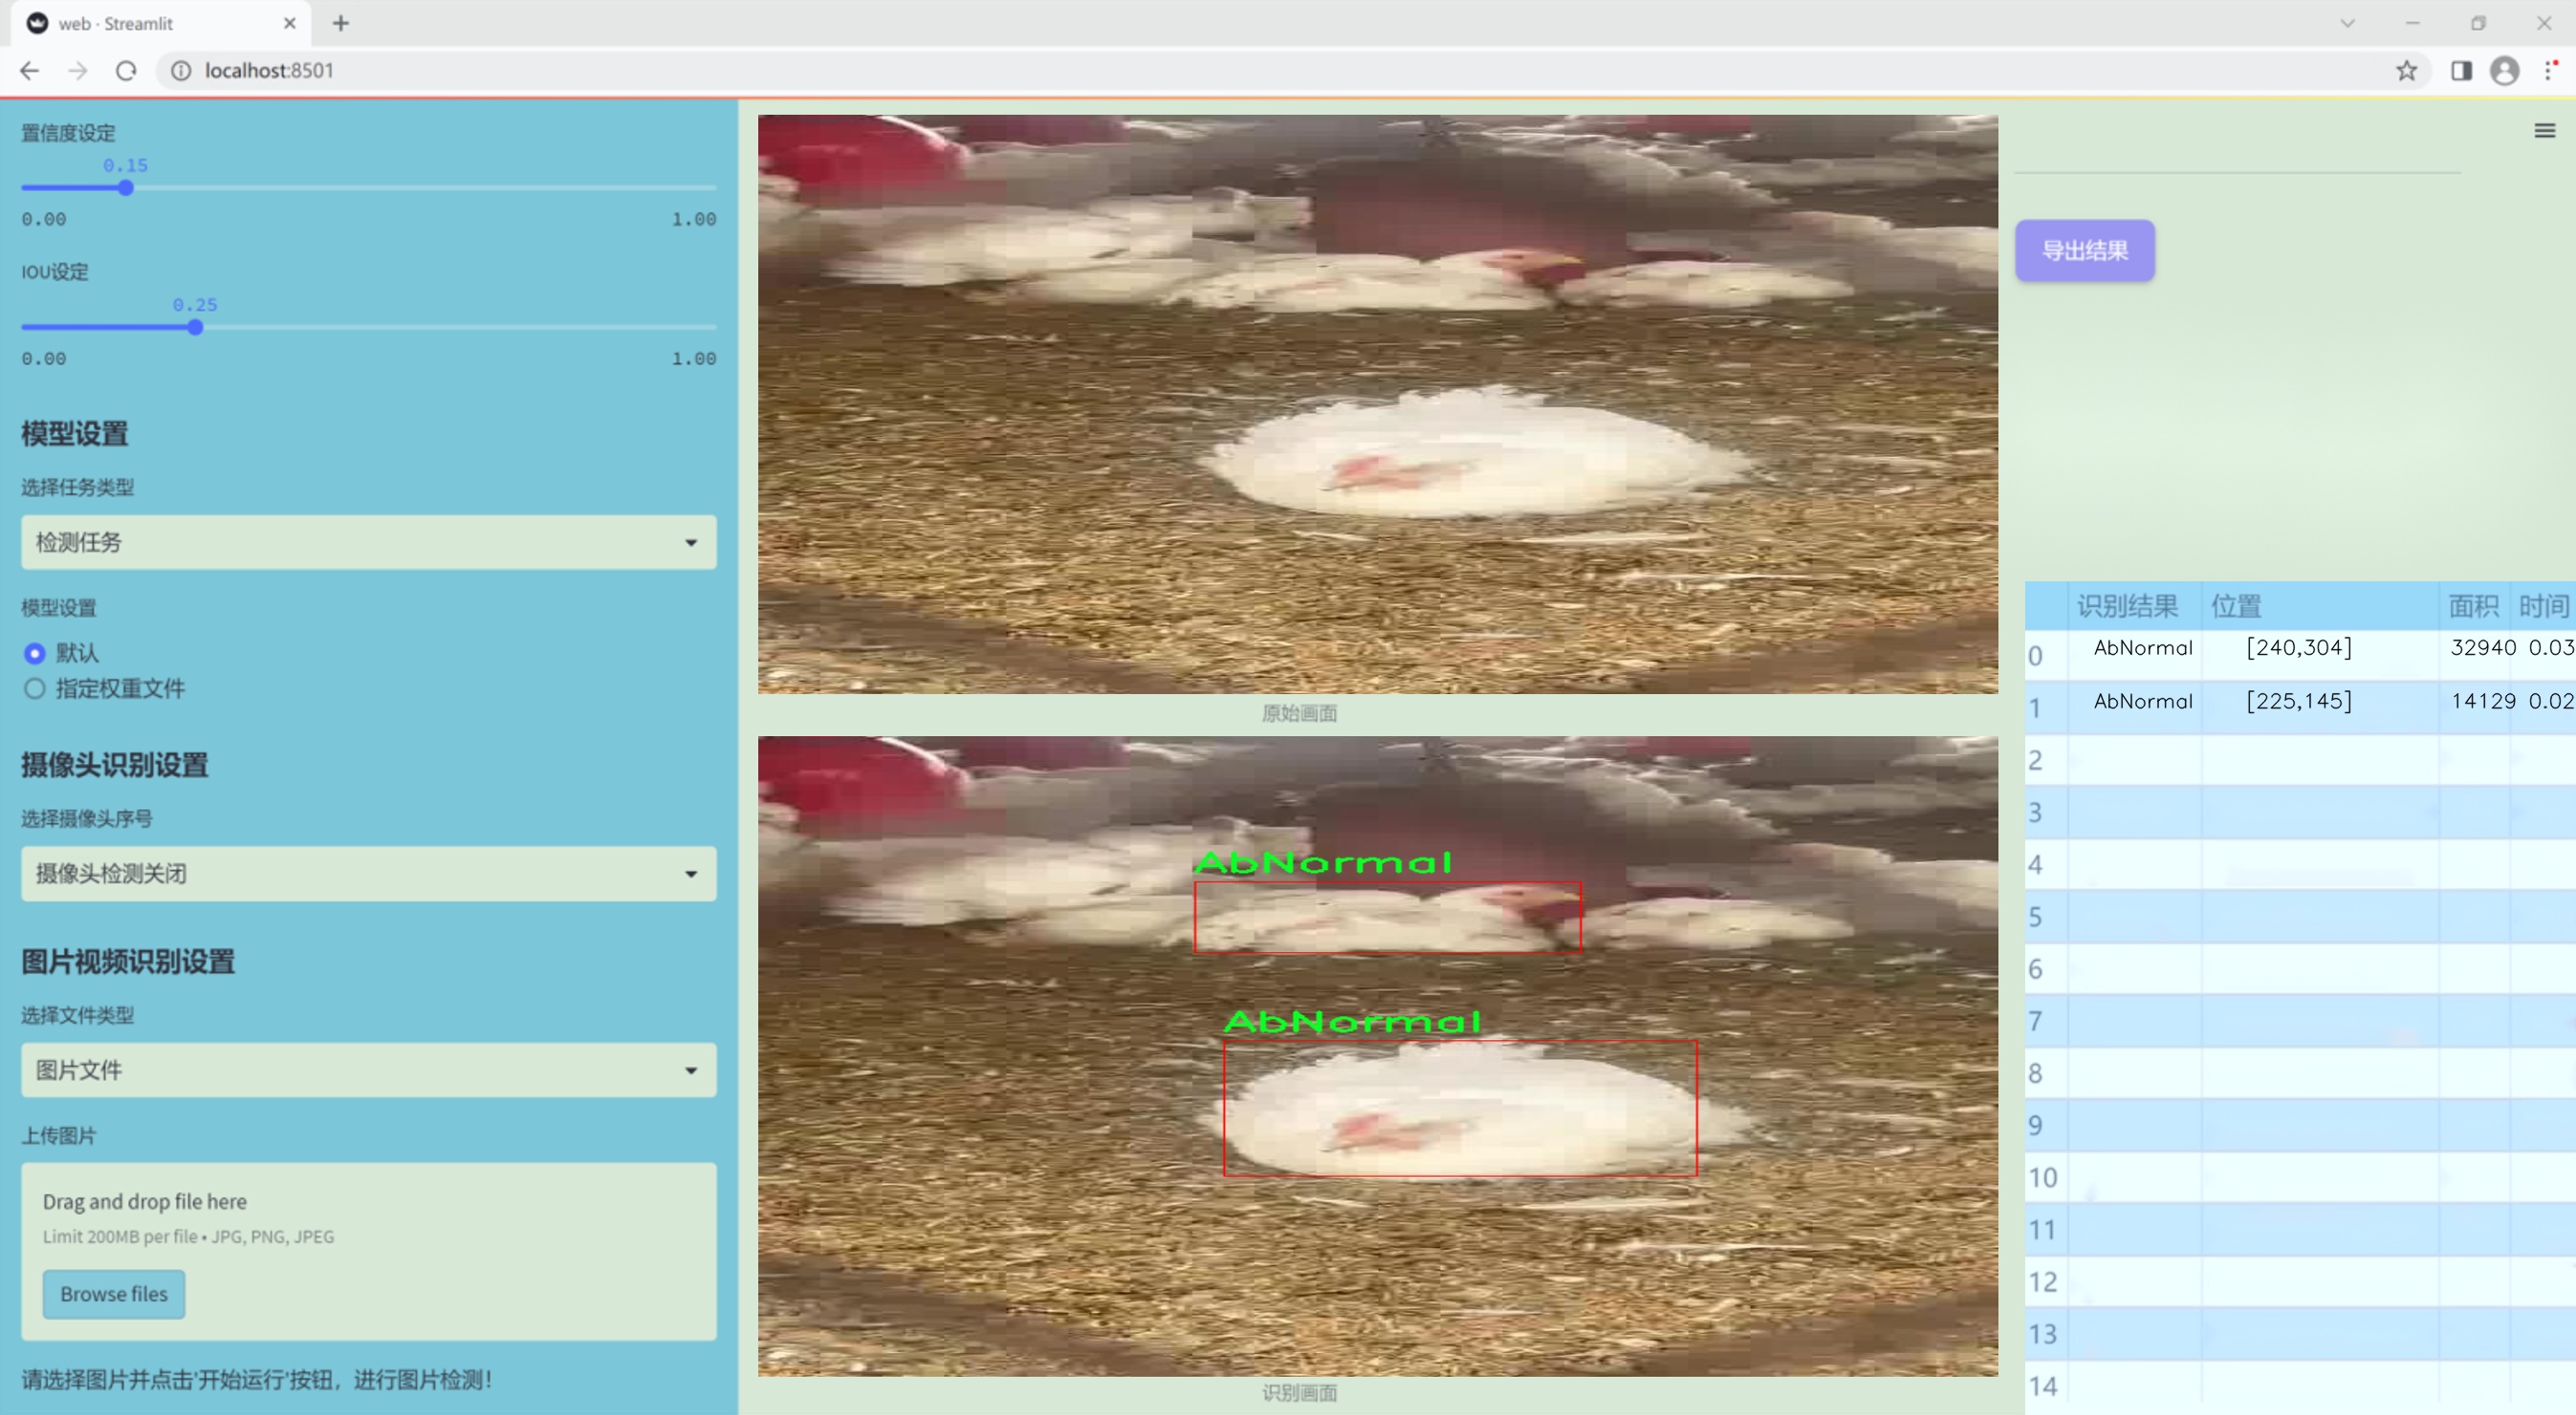 web · Streamlit
localhost:8501
置信度设定
0.15
0.00 1.00
IOU设定
0.25
0.00 1.00
模型设置
选择任务类型
检测任务
模型设置
默认
指定权重文件
摄像头识别设置
选择摄像头序号
摄像头检测关闭
图片视频识别设置
选择文件类型
图片文件
上传图片
Drag and drop file here
Limit 200MB per file • JPG, PNG, JPEG
Browse files
请选择图片并点击'开始运行'按钮，进行图片检测！
原始画面
AbNormal
AbNormal
识别画面
导出结果
识别结果 位置 面积 时间
0 AbNormal [240,304] 32940 0.03
1 AbNormal [225,145] 14129 0.02
2
3
4
5
6
7
8
9
10
11
12
13
14